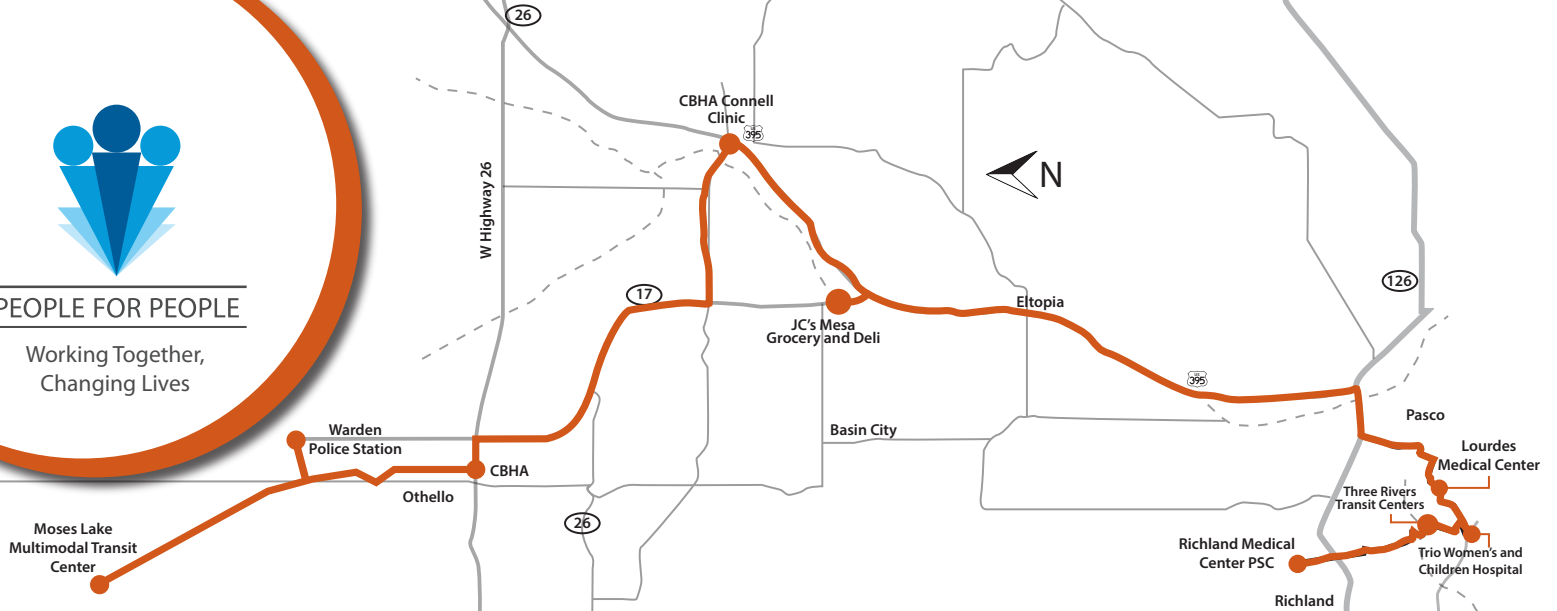 26
CBHA Connell
Clinic
US
395
W Highway 26
N
126
PEOPLE FOR PEOPLE
Working Together,
Changing Lives
17
JC's Mesa
Grocery and Deli
Eltopia
US
395
Warden
Police Station
Basin City
Pasco
CBHA
Othello
Lourdes
Medical Center
Three Rivers
Transit Centers
26
Moses Lake
Multimodal Transit
Center
Richland Medical
Center PSC
Trio Women's and
Children Hospital
Richland